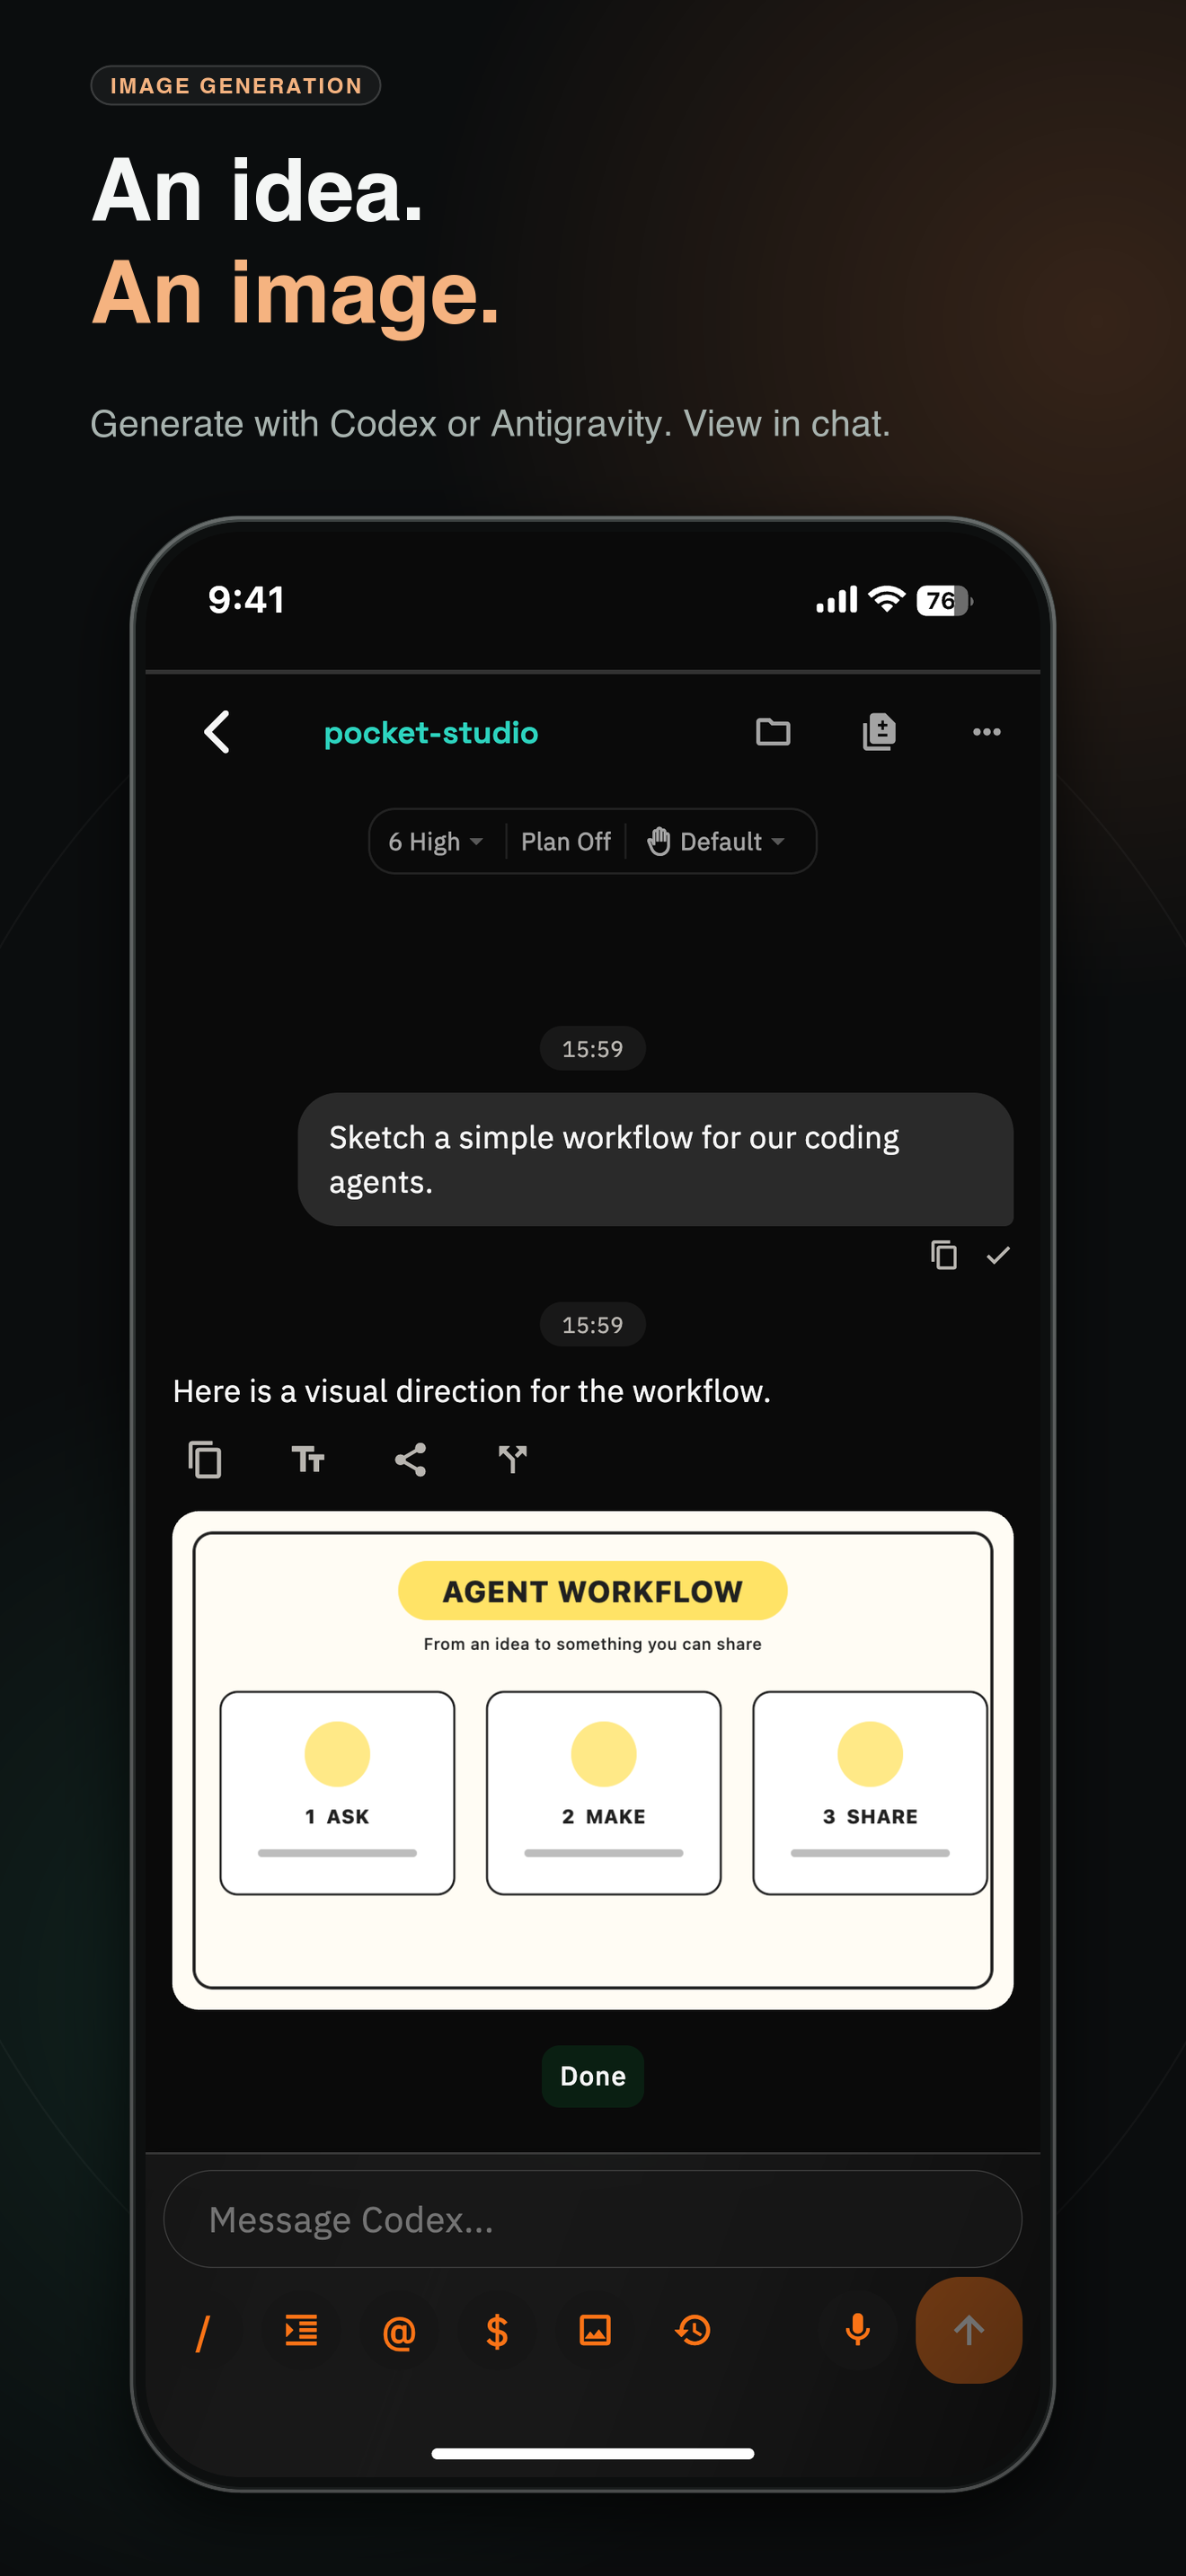 IMAGE GENERATION
An idea.
An image.
Generate with Codex or Antigravity. View in chat.
9:41
76
pocket-studio
6 High
Plan Off
Default
15:59
Sketch a simple workflow for our coding
agents.
15:59
Here is a visual direction for the workflow.
AGENT WORKFLOW
From an idea to something you can share
1 ASK
2 MAKE
3 SHARE
Done
Message Codex...
/
@
$